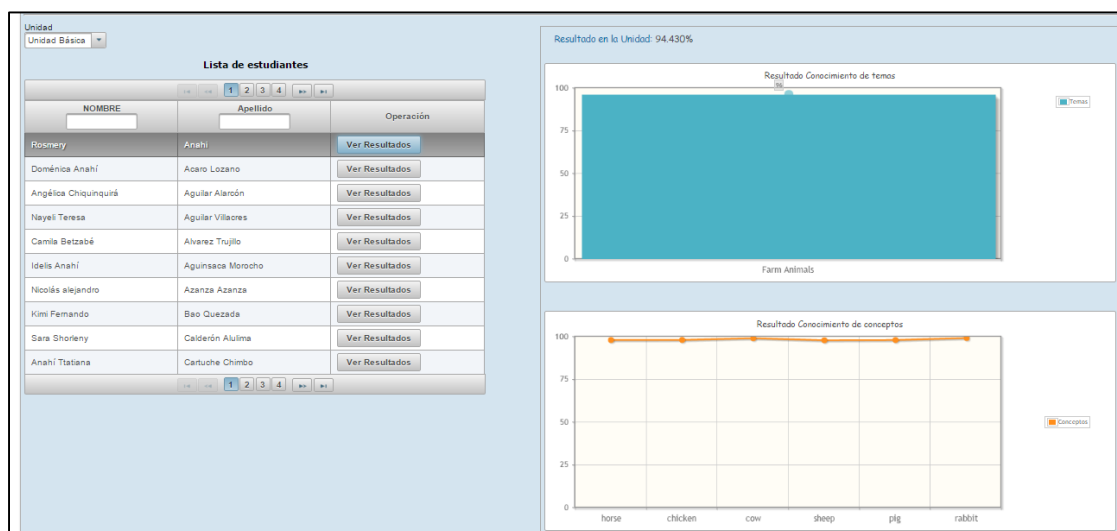 Unidad
Unidad Básica
Lista de estudiantes
1 2 3 4
NOMBRE Apellido Operación
Rosmery Anahi Ver Resultados
Doménica Anahí Acaro Lozano Ver Resultados
Angélica Chiquinquirá Aguilar Alarcón Ver Resultados
Nayeli Teresa Aguilar Villacres Ver Resultados
Camila Betzabé Alvarez Trujillo Ver Resultados
Idelis Anahí Aguinsaca Morocho Ver Resultados
Nicolás alejandro Azanza Azanza Ver Resultados
Kimi Fernando Bao Quezada Ver Resultados
Sara Shorleny Calderón Alulima Ver Resultados
Anahí Ttatiana Cartuche Chimbo Ver Resultados
1 2 3 4
Resultado en la Unidad: 94.430%
Resultado Conocimiento de temas
100
75
50
25
0
Farm Animals
Temas
Resultado Conocimiento de conceptos
100
75
50
25
0
horse chicken cow sheep pig rabbit
Conceptos